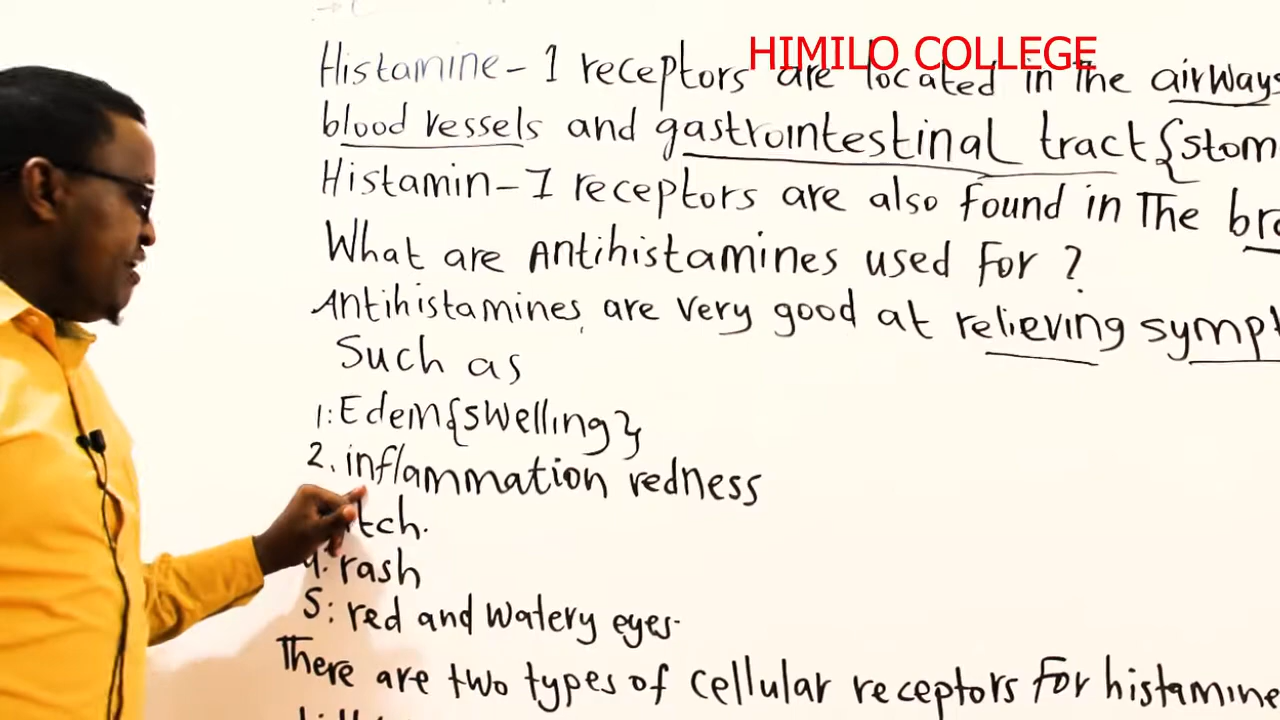 HIMILO COLLEGE
Histamine-1 receptors are located in the airways
blood vessels and gastrointestinal tract {stom
Histamin-1 receptors are also found in The bra
What are Antihistamines used for ?
Antihistamines are very good at relieving sympt
Such as
1: Edem {swelling}
2. inflammation redness
itch.
4. rash
5: red and watery eyes.
There are two types of cellular receptors for histamine